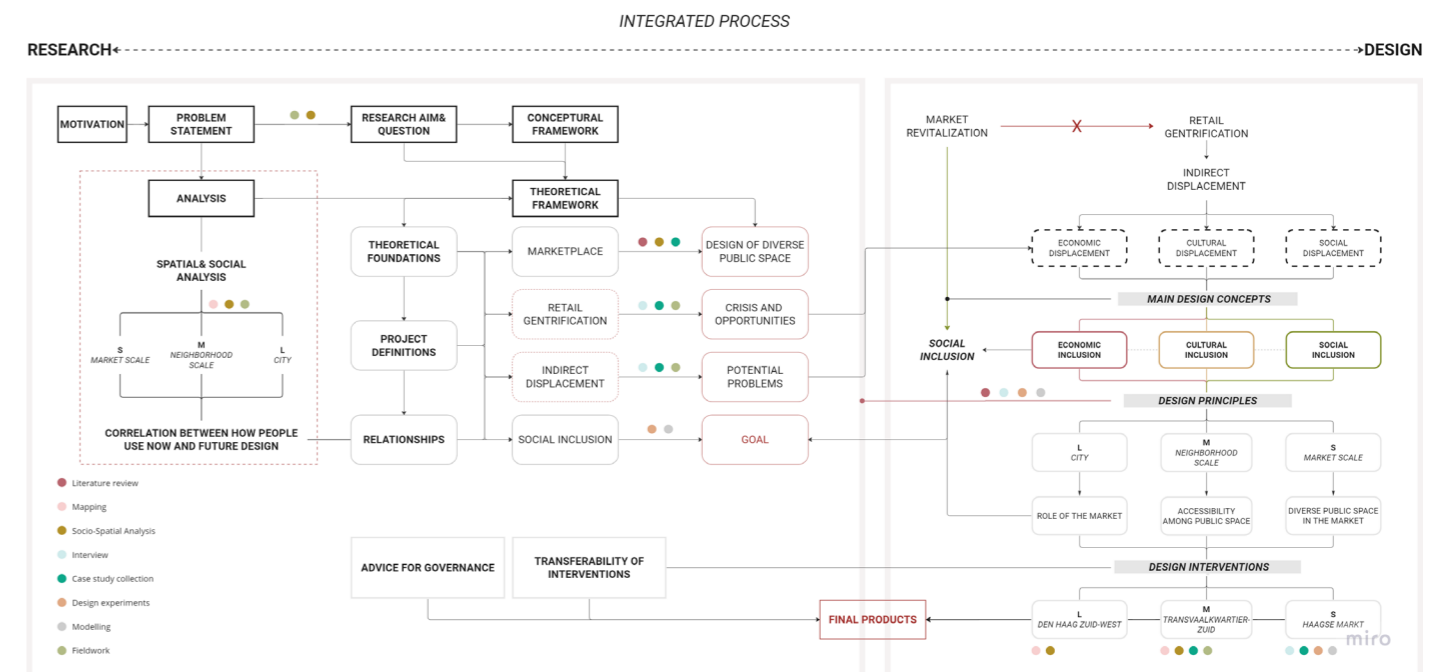 INTEGRATED PROCESS
RESEARCH
DESIGN
MOTIVATION
PROBLEM
STATEMENT
RESEARCH AIM&
QUESTION
CONCEPTURAL
FRAMEWORK
ANALYSIS
THEORETICAL
FRAMEWORK
SPATIAL& SOCIAL
ANALYSIS
S
MARKET SCALE
M
NEIGHBORHOOD
SCALE
L
CITY
CORRELATION BETWEEN HOW PEOPLE
USE NOW AND FUTURE DESIGN
THEORETICAL
FOUNDATIONS
PROJECT
DEFINITIONS
RELATIONSHIPS
MARKETPLACE
RETAIL
GENTRIFICATION
INDIRECT
DISPLACEMENT
SOCIAL INCLUSION
DESIGN OF DIVERSE
PUBLIC SPACE
CRISIS AND
OPPORTUNITIES
POTENTIAL
PROBLEMS
GOAL
Literature review
Mapping
Socio-Spatial Analysis
Interview
Case study collection
Design experiments
Modelling
Fieldwork
ADVICE FOR GOVERNANCE
TRANSFERABILITY OF
INTERVENTIONS
FINAL PRODUCTS
MARKET
REVITALIZATION
X
RETAIL
GENTRIFICATION
INDIRECT
DISPLACEMENT
ECONOMIC
DISPLACEMENT
CULTURAL
DISPLACEMENT
SOCIAL
DISPLACEMENT
MAIN DESIGN CONCEPTS
SOCIAL
INCLUSION
ECONOMIC
INCLUSION
CULTURAL
INCLUSION
SOCIAL
INCLUSION
DESIGN PRINCIPLES
L
CITY
M
NEIGHBORHOOD
SCALE
S
MARKET SCALE
ROLE OF THE MARKET
ACCESSIBILITY
AMONG PUBLIC SPACE
DIVERSE PUBLIC SPACE
IN THE MARKET
DESIGN INTERVENTIONS
L
DEN HAAG ZUID-WEST
M
TRANSVAALKWARTIER-
ZUID
S
HAAGSE MARKT
miro